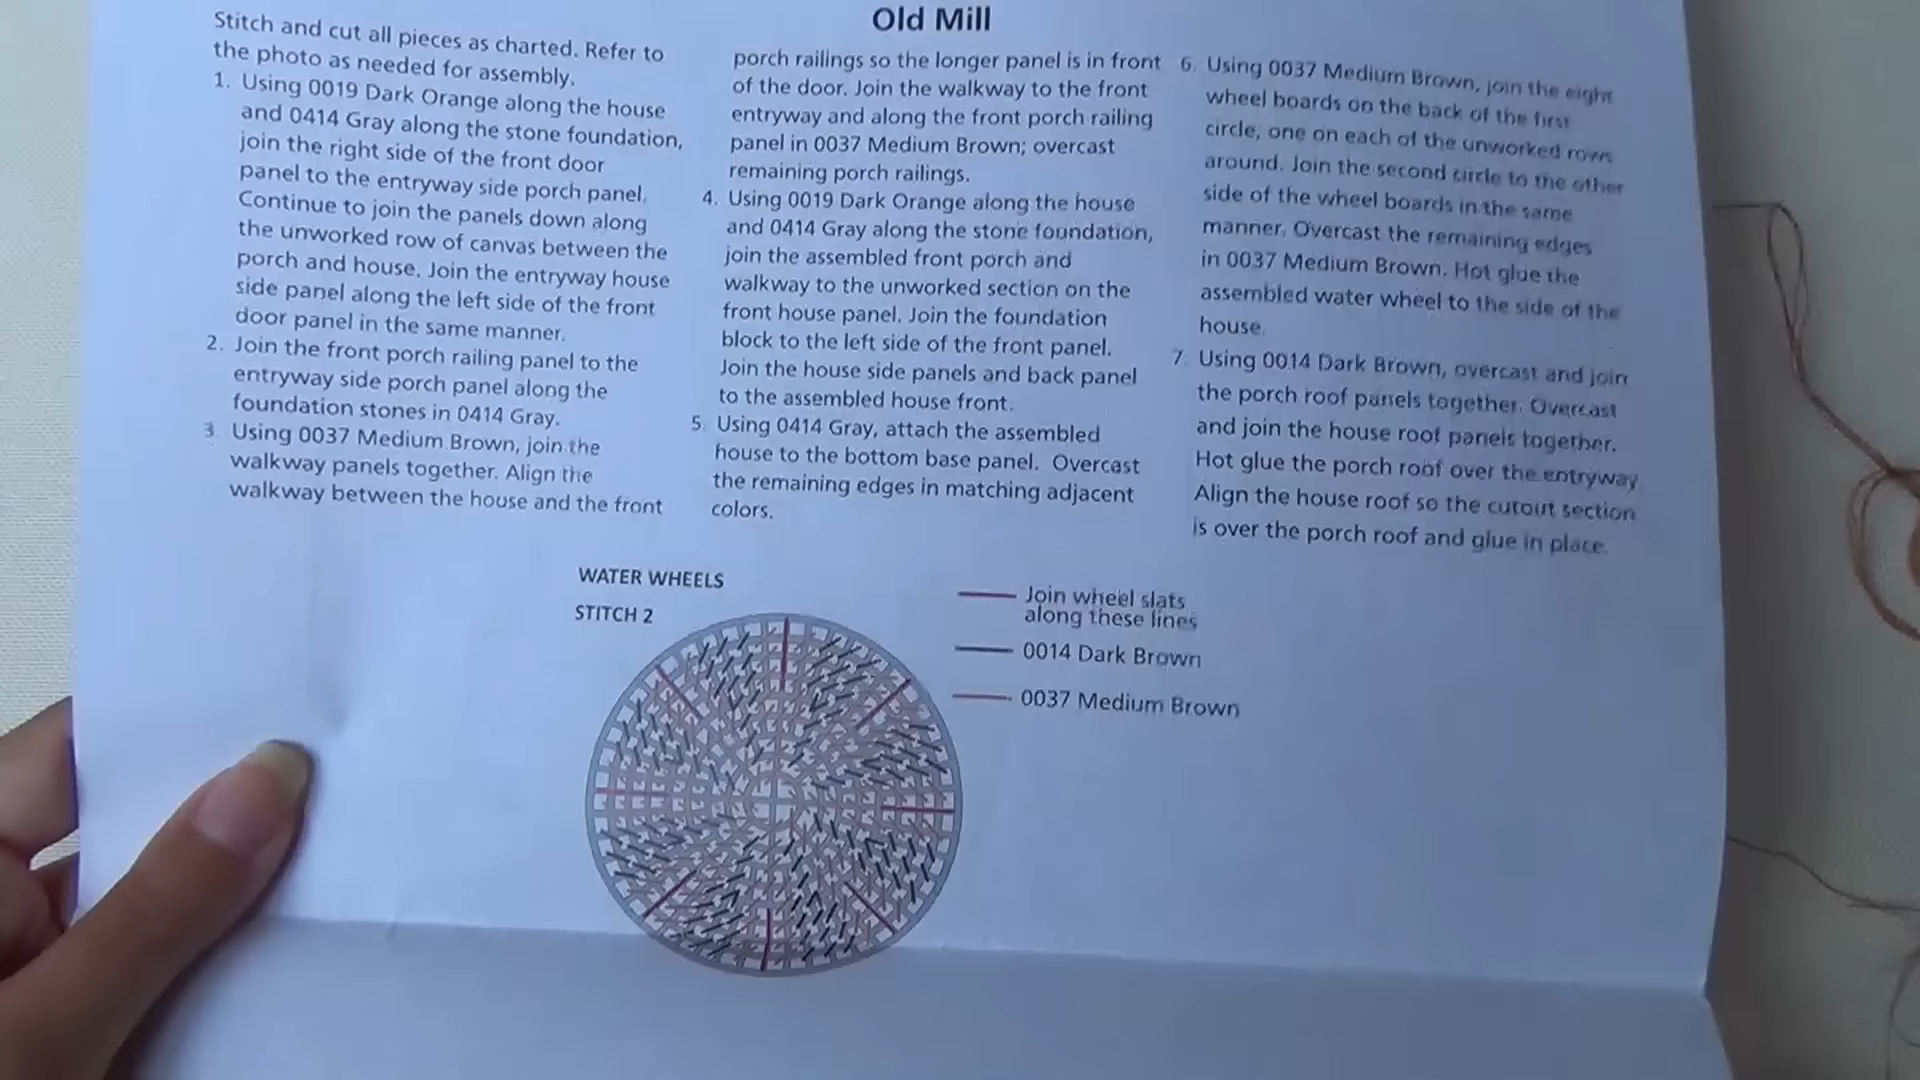 Old Mill
Stitch and cut all pieces as charted. Refer to
the photo as needed for assembly.
1. Using 0019 Dark Orange along the house
and 0414 Gray along the stone foundation,
join the right side of the front door
panel to the entryway side porch panel.
Continue to join the panels down along
the unworked row of canvas between the
porch and house. Join the entryway house
side panel along the left side of the front
door panel in the same manner.
2. Join the front porch railing panel to the
entryway side porch panel along the
foundation stones in 0414 Gray.
3. Using 0037 Medium Brown, join the
walkway panels together. Align the
walkway between the house and the front
porch railings so the longer panel is in front
of the door. Join the walkway to the front
entryway and along the front porch railing
panel in 0037 Medium Brown; overcast
remaining porch railings.
4. Using 0019 Dark Orange along the house
and 0414 Gray along the stone foundation,
join the assembled front porch and
walkway to the unworked section on the
front house panel. Join the foundation
block to the left side of the front panel.
Join the house side panels and back panel
to the assembled house front.
5. Using 0414 Gray, attach the assembled
house to the bottom base panel. Overcast
the remaining edges in matching adjacent
colors.
6. Using 0037 Medium Brown, join the eight
wheel boards on the back of the first
circle, one on each of the unworked rows
around. Join the second circle to the other
side of the wheel boards in the same
manner. Overcast the remaining edges
in 0037 Medium Brown. Hot glue the
assembled water wheel to the side of the
house.
7. Using 0014 Dark Brown, overcast and join
the porch roof panels together. Overcast
and join the house roof panels together.
Hot glue the porch roof over the entryway.
Align the house roof so the cutout section
is over the porch roof and glue in place.
WATER WHEELS
STITCH 2
Join wheel slats
along these lines
0014 Dark Brown
0037 Medium Brown